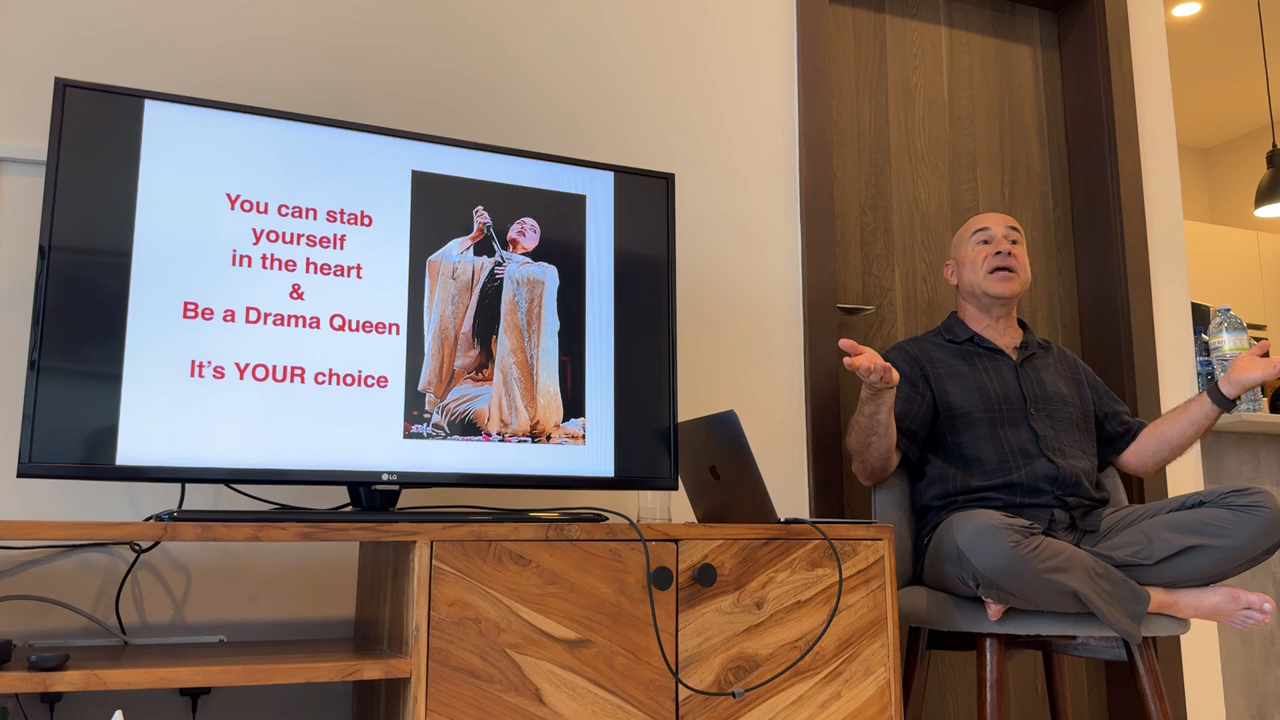 You can stab
yourself
in the heart
&
Be a Drama Queen
It's YOUR choice
LG